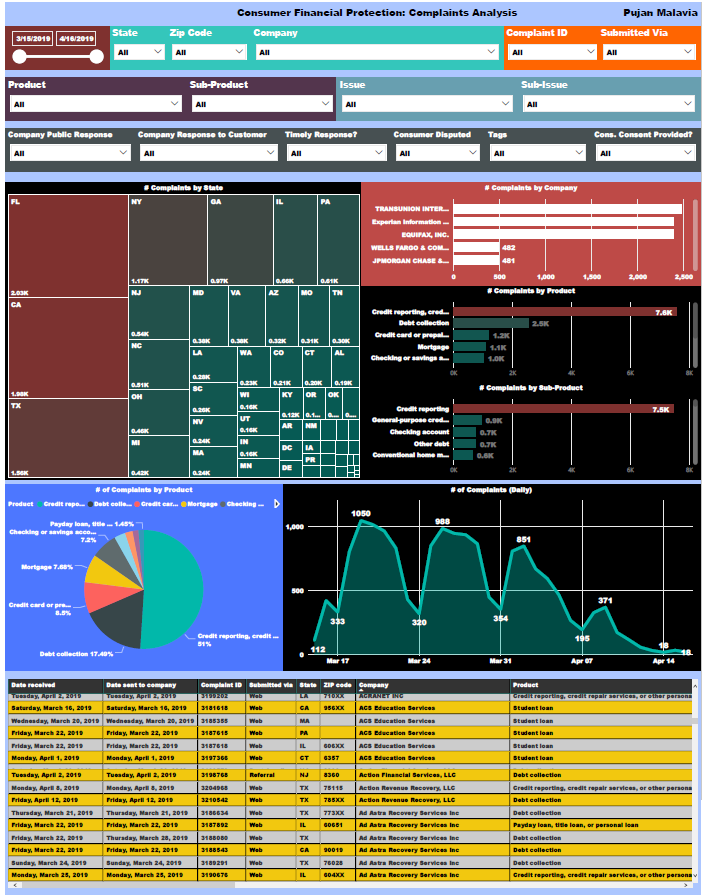 Consumer Financial Protection: Complaints Analysis
Pujan Malavia
3/15/2019 4/16/2019
State Zip Code Company Complaint ID Submitted Via
All All All All All
Product Sub-Product Issue Sub-Issue
All All All All
Company Public Response Company Response to Customer Timely Response? Consumer Disputed Tags Cons. Consent Provided?
All All All All All All
# Complaints by State
FL
2.03K
CA
1.98K
TX
1.56K
NY
1.17K
GA
0.97K
IL
0.66K
PA
0.61K
NJ
0.54K
NC
0.51K
OH
0.46K
MI
0.42K
MD
0.38K
VA
0.38K
AZ
0.32K
MO
0.31K
TN
0.30K
LA
0.28K
SC
0.26K
NV
0.24K
MA
0.24K
WA
0.23K
CO
0.21K
CT
0.20K
AL
0.19K
WI
0.16K
UT
0.16K
IN
0.16K
MN
KY
0.12K
OR
0.1...
OK
0....
AR
NM
DC
IA
DE
PR
# Complaints by Company
TRANSUNION INTER...
Experian Information ...
EQUIFAX, INC.
WELLS FARGO & COM... 482
JPMORGAN CHASE &... 481
0 500 1,000 1,500 2,000 2,500
# Complaints by Product
Credit reporting, cred... 7.6K
Debt collection 2.5K
Credit card or prepai... 1.2K
Mortgage 1.1K
Checking or savings a... 1.0K
0K 2K 4K 6K 8K
# Complaints by Sub-Product
Credit reporting 7.5K
General-purpose cred... 0.9K
Checking account 0.7K
Other debt 0.7K
Conventional home m... 0.6K
0K 2K 4K 6K 8K
# of Complaints by Product
Product Credit repo... Debt colle... Credit car... Mortgage Checking ...
Payday loan, title ... 1.45%
Checking or savings acco...
7.2%
Mortgage 7.68%
Credit card or pre...
8.5%
Debt collection 17.49%
Credit reporting, credit ...
51%
# of Complaints (Daily)
1,000
500
0
112
333
1050
320
988
354
851
195
371
18
18
Mar 17 Mar 24 Mar 31 Apr 07 Apr 14
Date received Date sent to company Complaint ID Submitted via State ZIP code Company Product
Tuesday, April 2, 2019 Tuesday, April 2, 2019 3199202 Web LA 710XX ACRANET INC Credit reporting, credit repair services, or other persona
Saturday, March 16, 2019 Saturday, March 16, 2019 3181618 Web CA 956XX ACS Education Services Student loan
Wednesday, March 20, 2019 Wednesday, March 20, 2019 3185355 Web MA ACS Education Services Student loan
Friday, March 22, 2019 Friday, March 22, 2019 3187615 Web PA ACS Education Services Student loan
Friday, March 22, 2019 Friday, March 22, 2019 3187618 Web IL 606XX ACS Education Services Student loan
Monday, April 1, 2019 Monday, April 1, 2019 3197366 Web CT 6357 ACS Education Services Student loan
Tuesday, April 2, 2019 Tuesday, April 2, 2019 3198768 Referral NJ 8360 Action Financial Services, LLC Debt collection
Monday, April 8, 2019 Monday, April 8, 2019 3204968 Web TX 75115 Action Revenue Recovery, LLC Credit reporting, credit repair services, or other persona
Friday, April 12, 2019 Friday, April 12, 2019 3210542 Web TX 785XX Action Revenue Recovery, LLC Debt collection
Thursday, March 21, 2019 Thursday, March 21, 2019 3186634 Web TX 773XX Ad Astra Recovery Services Inc Debt collection
Friday, March 22, 2019 Friday, March 22, 2019 3187892 Web IL 60651 Ad Astra Recovery Services Inc Payday loan, title loan, or personal loan
Friday, March 22, 2019 Thursday, March 28, 2019 3188080 Web TX Ad Astra Recovery Services Inc Debt collection
Friday, March 22, 2019 Friday, March 22, 2019 3188543 Web CA 90019 Ad Astra Recovery Services Inc Debt collection
Sunday, March 24, 2019 Sunday, March 24, 2019 3189291 Web TX 76028 Ad Astra Recovery Services Inc Debt collection
Monday, March 25, 2019 Monday, March 25, 2019 3190676 Web IL 604XX Ad Astra Recovery Services Inc Credit reporting, credit repair services, or other persona